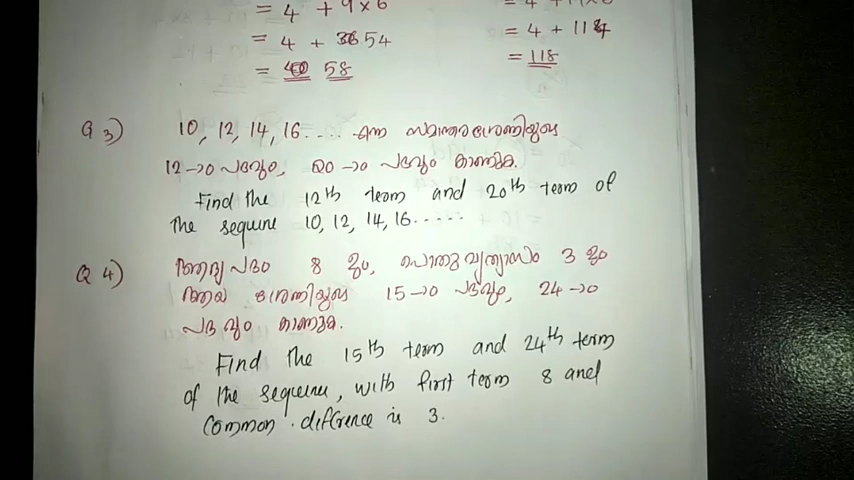 = 4 + 9 x 6
= 4 + 54
= 58
= 4 + 114
= 118
Q 3) 10, 12, 14, 16..... എന്ന സമാന്തരശ്രേണിയുടെ
12-ാം പദവും, 20-ാം പദവും കാണുക.
Find the 12th term and 20th term of
the sequence 10, 12, 14, 16.....
Q 4) ആദ്യപദം 8 ഉം, പൊതുവ്യത്യാസം 3 ഉം
ആയ ശ്രേണിയുടെ 15-ാം പദവും, 24-ാം
പദവും കാണുക.
Find the 15th term and 24th term
of the sequence, with first term 8 and
common difference is 3.